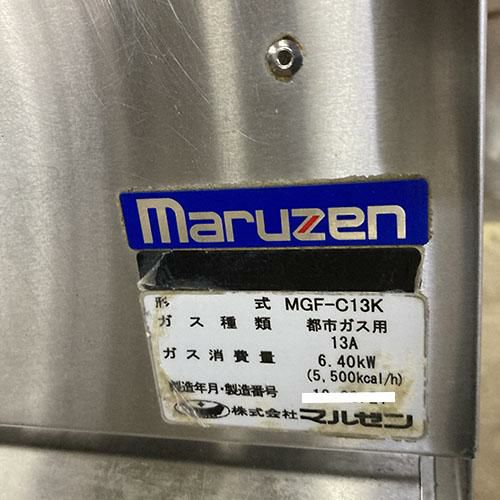 maruzen
形 式 MGF-C13K
ガス種類 都市ガス用
13A
ガス消費量 6.40kW
(5,500kcal/h)
製造年月・製造番号
株式会社マルゼン